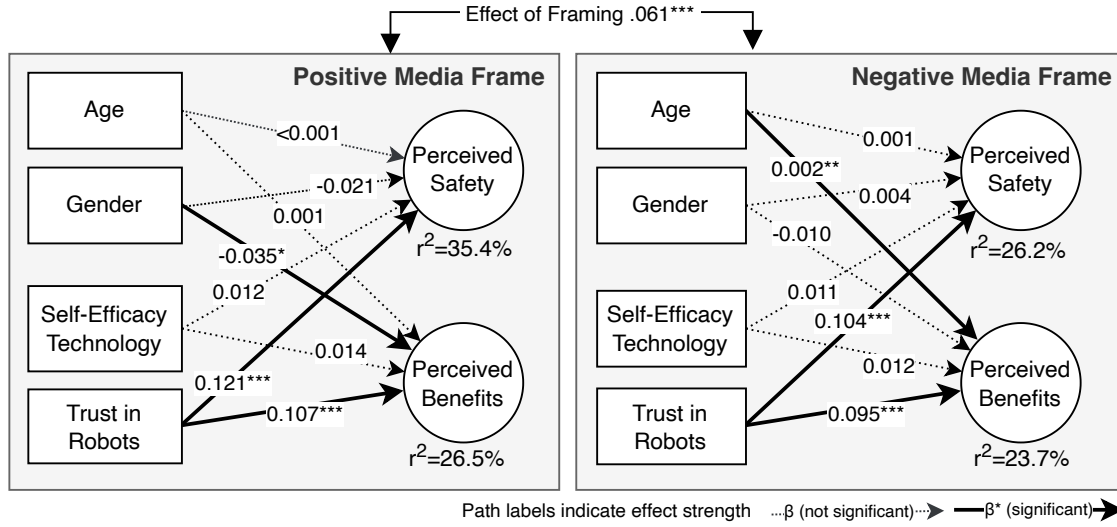 Effect of Framing .061***
Positive Media Frame
Age
Gender
Self-Efficacy
Technology
Trust in
Robots
<0.001
-0.021
0.001
-0.035*
0.012
0.014
0.121***
0.107***
Perceived
Safety
r²=35.4%
Perceived
Benefits
r²=26.5%
Negative Media Frame
Age
Gender
Self-Efficacy
Technology
Trust in
Robots
0.001
0.002**
0.004
-0.010
0.011
0.104***
0.012
0.095***
Perceived
Safety
r²=26.2%
Perceived
Benefits
r²=23.7%
Path labels indicate effect strength
β (not significant)
β* (significant)